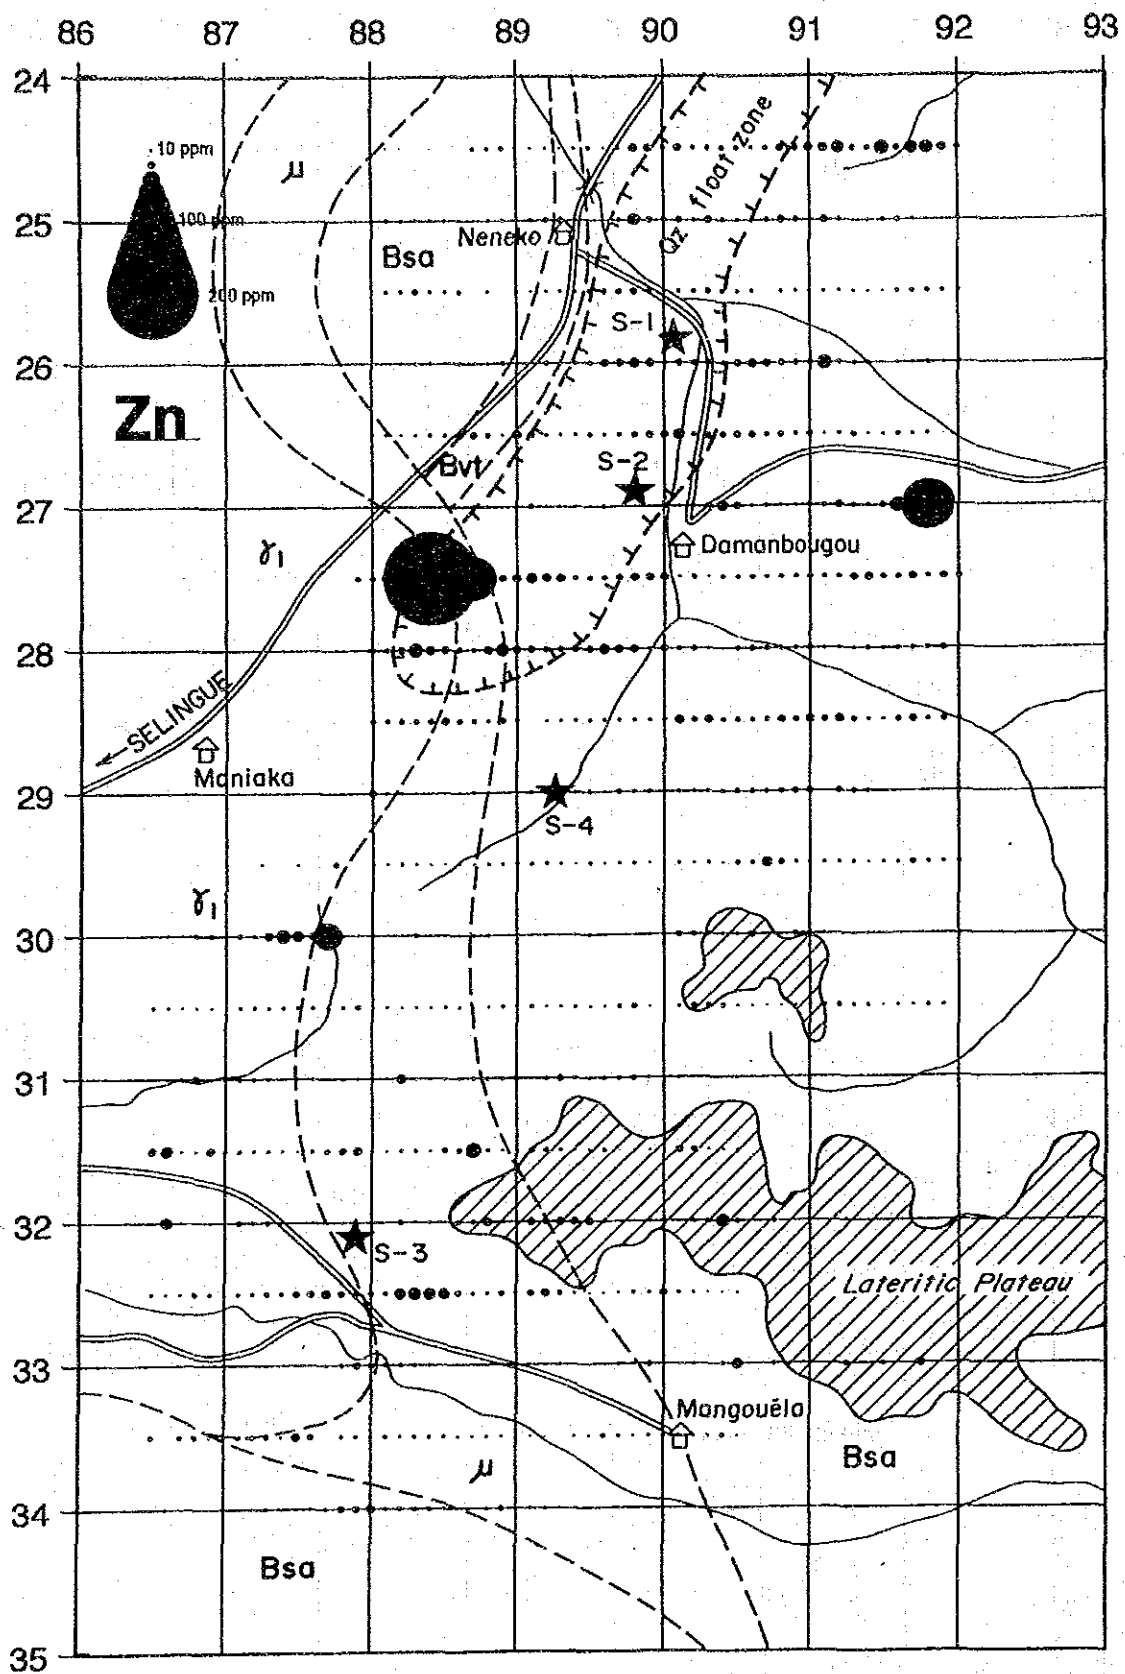 86 87 88 89 90 91 92 93
24
10 ppm
μ
Qz float zone
100 ppm
25
Neneko
Bsa
200 ppm
S-1
26
Zn
S-2
Bvt
27
γ1
Damanbougou
28
SELINGUE
Maniaka
29
S-4
γ1
30
31
32
S-3
Lateritic Plateau
33
Mangouéla
Bsa
μ
34
Bsa
35